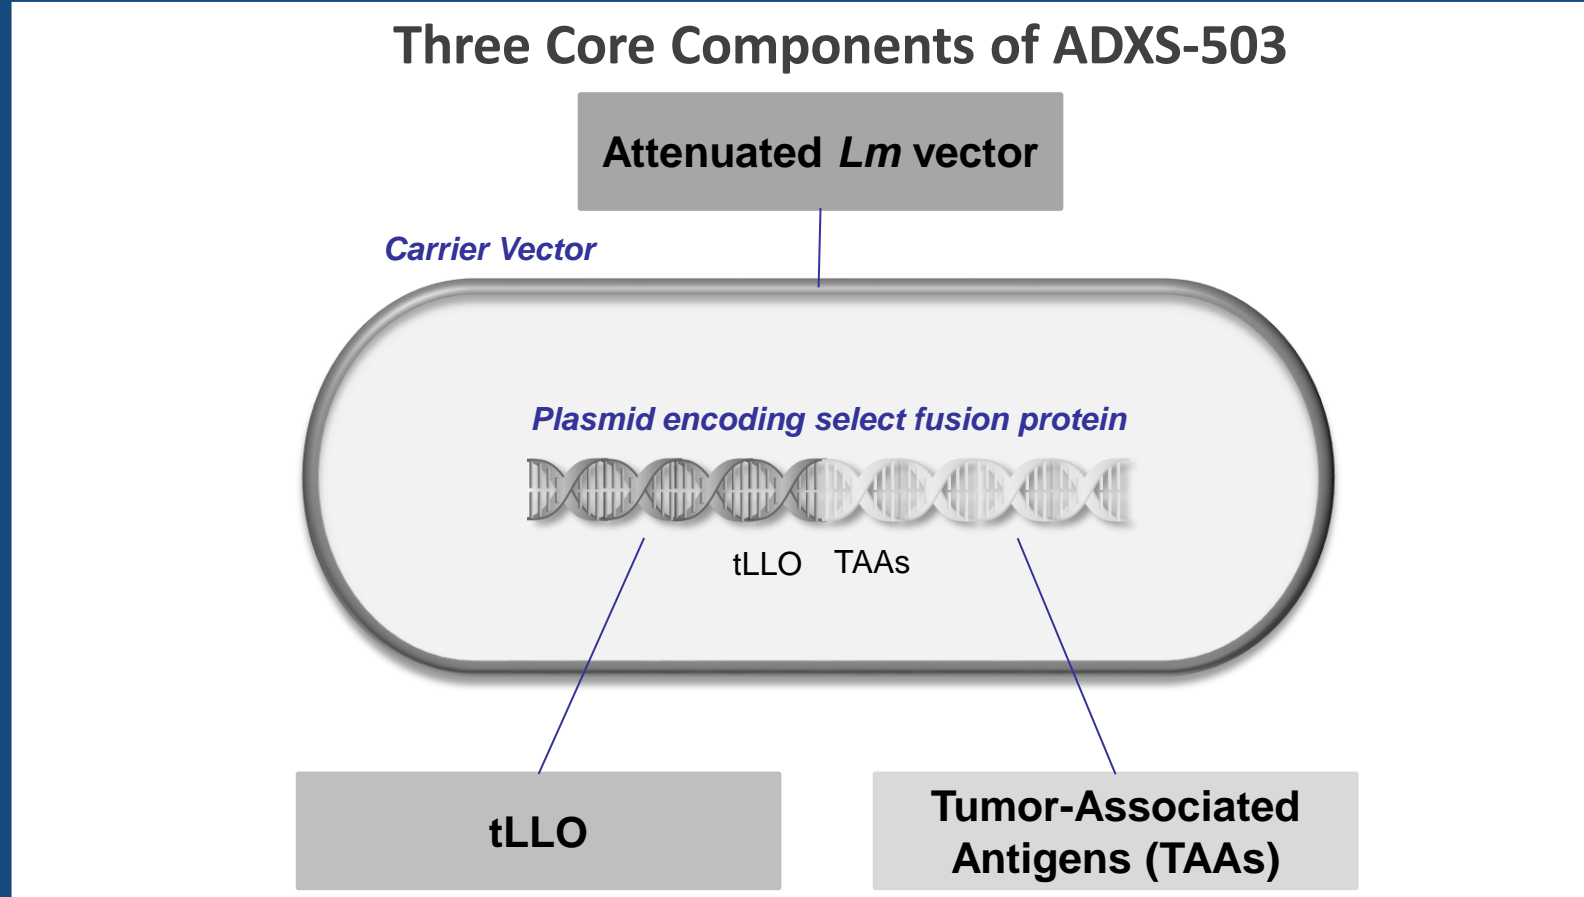 Three Core Components of ADXS-503
Attenuated Lm vector
Carrier Vector
Plasmid encoding select fusion protein
tLLO TAAs
tLLO
Tumor-Associated
Antigens (TAAs)